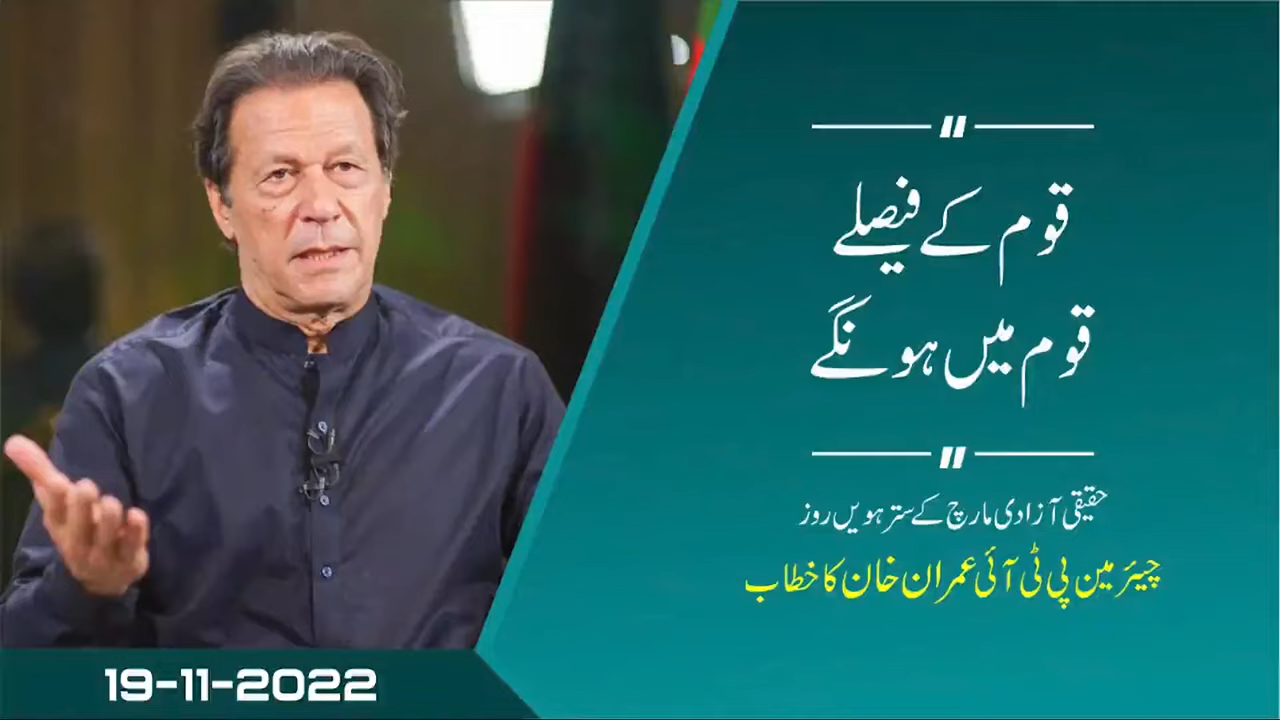 قوم کے فیصلے
قوم میں ہونگے
حقیقی آزادی مارچ کے سترہویں روز
چیئرمین پی ٹی آئی عمران خان کا خطاب
19-11-2022